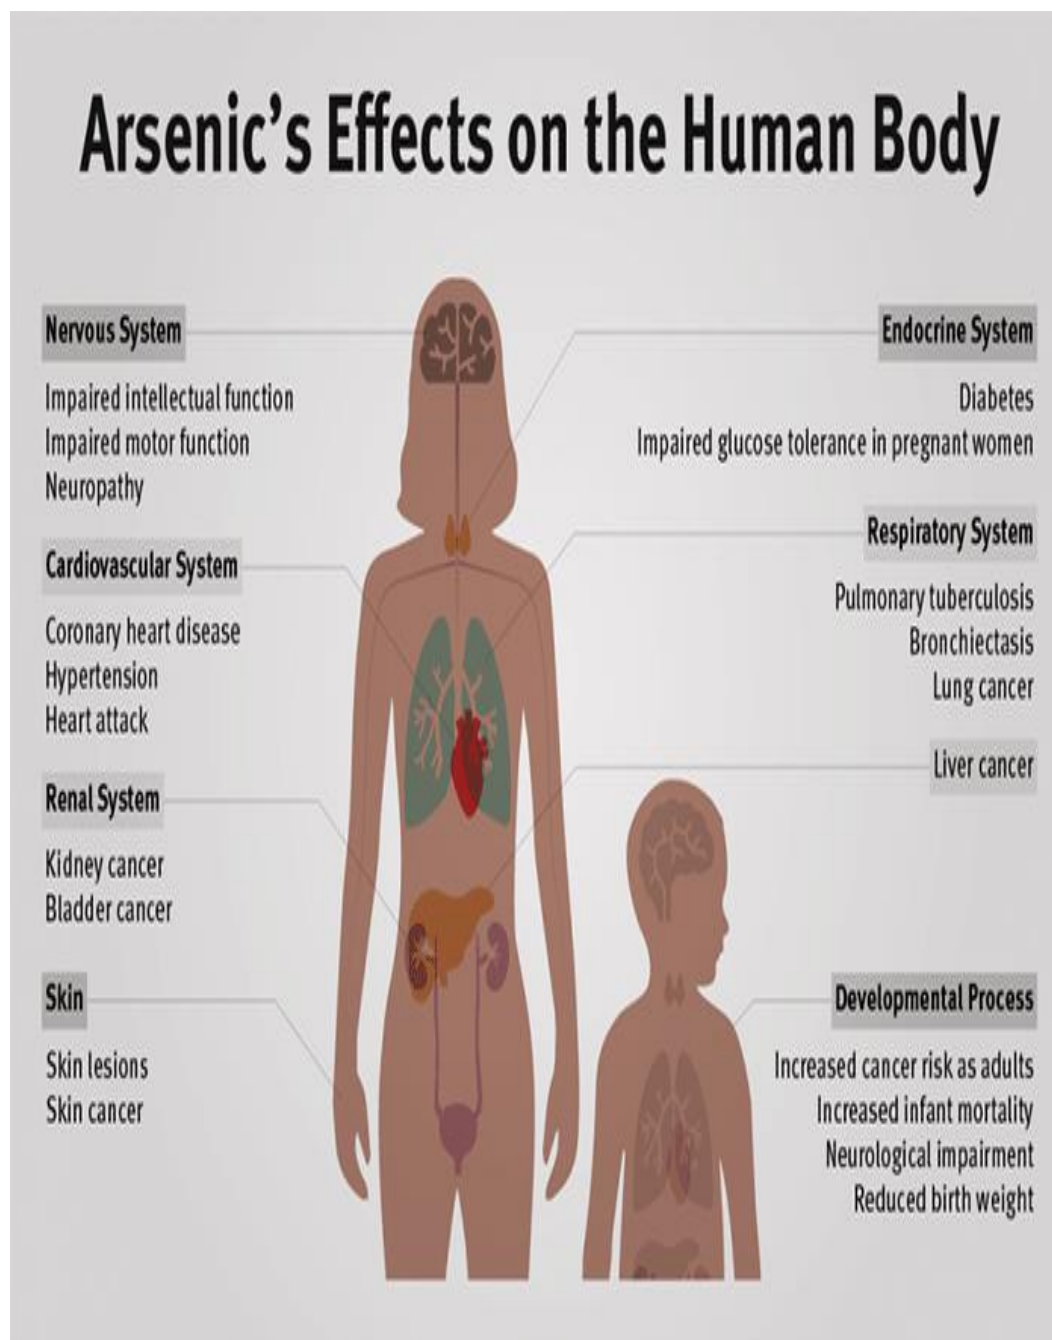 Arsenic's Effects on the Human Body
Nervous System
Impaired intellectual function
Impaired motor function
Neuropathy
Cardiovascular System
Coronary heart disease
Hypertension
Heart attack
Renal System
Kidney cancer
Bladder cancer
Skin
Skin lesions
Skin cancer
Endocrine System
Diabetes
Impaired glucose tolerance in pregnant women
Respiratory System
Pulmonary tuberculosis
Bronchiectasis
Lung cancer
Liver cancer
Developmental Process
Increased cancer risk as adults
Increased infant mortality
Neurological impairment
Reduced birth weight